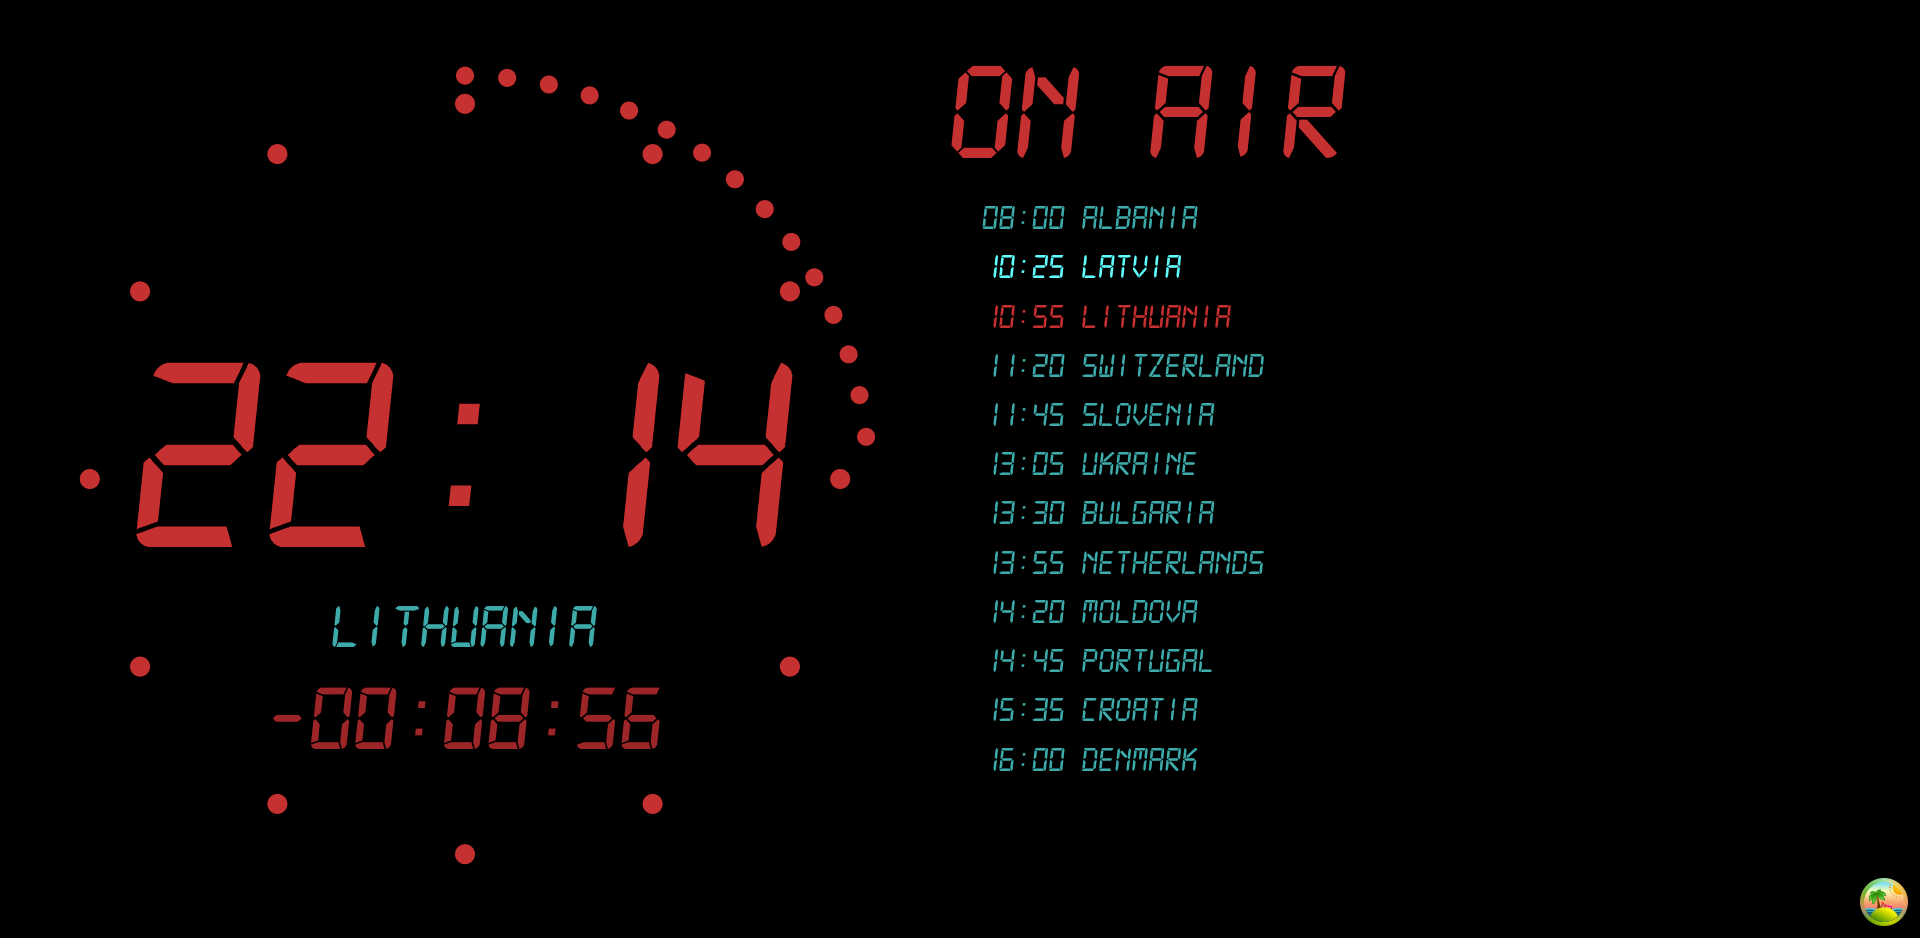 22:14
LITHUANIA
-00:08:56
ON AIR
08:00 ALBANIA
10:25 LATVIA
10:55 LITHUANIA
11:20 SWITZERLAND
11:45 SLOVENIA
13:05 UKRAINE
13:30 BULGARIA
13:55 NETHERLANDS
14:20 MOLDOVA
14:45 PORTUGAL
15:35 CROATIA
16:00 DENMARK